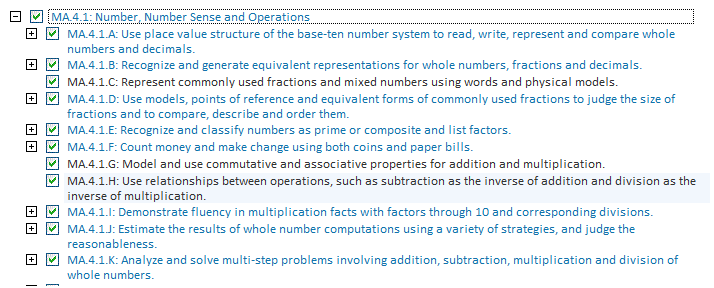 MA.4.1: Number, Number Sense and Operations
MA.4.1.A: Use place value structure of the base-ten number system to read, write, represent and compare whole
numbers and decimals.
MA.4.1.B: Recognize and generate equivalent representations for whole numbers, fractions and decimals.
MA.4.1.C: Represent commonly used fractions and mixed numbers using words and physical models.
MA.4.1.D: Use models, points of reference and equivalent forms of commonly used fractions to judge the size of
fractions and to compare, describe and order them.
MA.4.1.E: Recognize and classify numbers as prime or composite and list factors.
MA.4.1.F: Count money and make change using both coins and paper bills.
MA.4.1.G: Model and use commutative and associative properties for addition and multiplication.
MA.4.1.H: Use relationships between operations, such as subtraction as the inverse of addition and division as the
inverse of multiplication.
MA.4.1.I: Demonstrate fluency in multiplication facts with factors through 10 and corresponding divisions.
MA.4.1.J: Estimate the results of whole number computations using a variety of strategies, and judge the
reasonableness.
MA.4.1.K: Analyze and solve multi-step problems involving addition, subtraction, multiplication and division of
whole numbers.